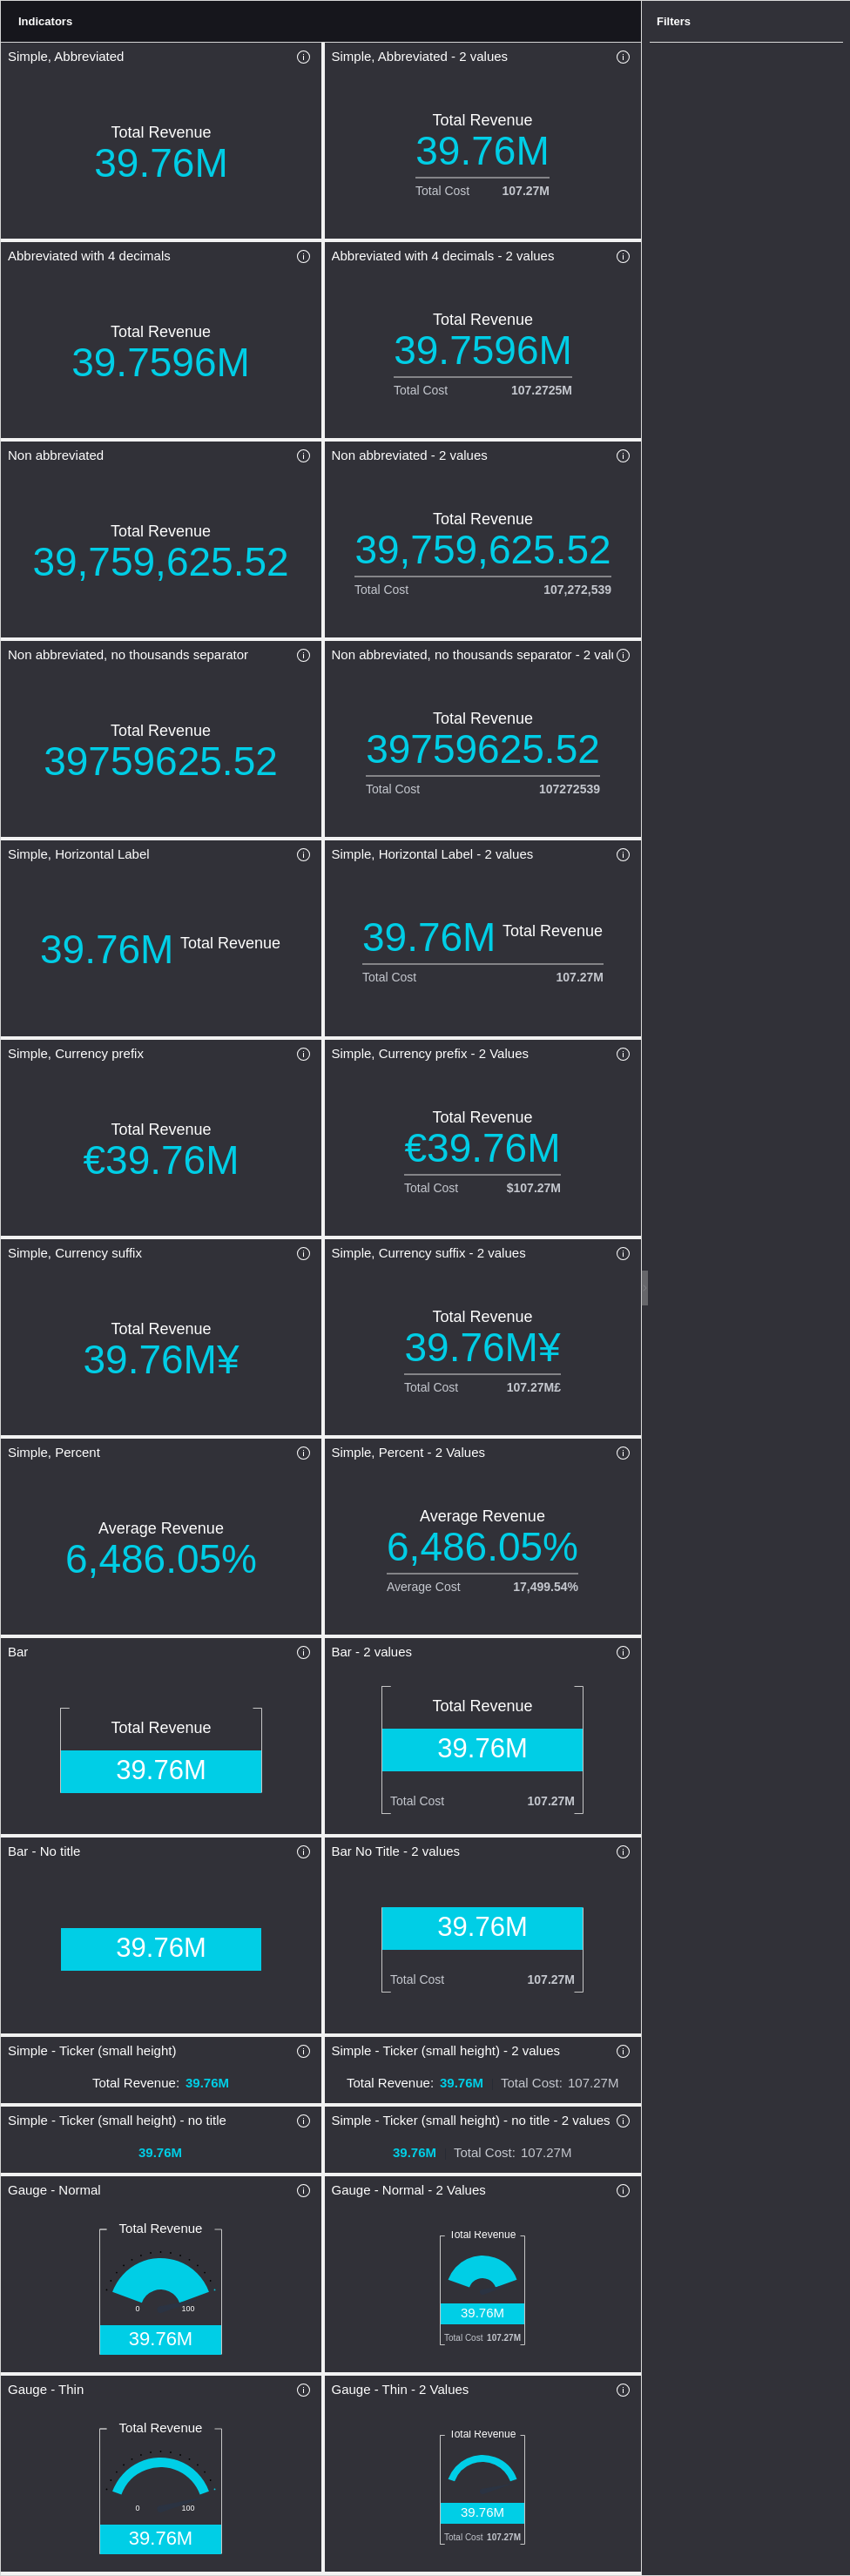 Indicators
Filters
Simple, Abbreviated
Total Revenue
39.76M
Simple, Abbreviated - 2 values
Total Revenue
39.76M
Total Cost 107.27M
Abbreviated with 4 decimals
Total Revenue
39.7596M
Abbreviated with 4 decimals - 2 values
Total Revenue
39.7596M
Total Cost 107.2725M
Non abbreviated
Total Revenue
39,759,625.52
Non abbreviated - 2 values
Total Revenue
39,759,625.52
Total Cost 107,272,539
Non abbreviated, no thousands separator
Total Revenue
39759625.52
Non abbreviated, no thousands separator - 2
Total Revenue
39759625.52
Total Cost 107272539
Simple, Horizontal Label
39.76M Total Revenue
Simple, Horizontal Label - 2 values
39.76M Total Revenue
Total Cost 107.27M
Simple, Currency prefix
Total Revenue
€39.76M
Simple, Currency prefix - 2 Values
Total Revenue
€39.76M
Total Cost $107.27M
Simple, Currency suffix
Total Revenue
39.76M¥
Simple, Currency suffix - 2 values
Total Revenue
39.76M¥
Total Cost 107.27M£
Simple, Percent
Average Revenue
6,486.05%
Simple, Percent - 2 Values
Average Revenue
6,486.05%
Average Cost 17,499.54%
Bar
Total Revenue
39.76M
Bar - 2 values
Total Revenue
39.76M
Total Cost 107.27M
Bar - No title
39.76M
Bar No Title - 2 values
39.76M
Total Cost 107.27M
Simple - Ticker (small height)
Total Revenue: 39.76M
Simple - Ticker (small height) - 2 values
Total Revenue: 39.76M Total Cost: 107.27M
Simple - Ticker (small height) - no title
39.76M
Simple - Ticker (small height) - no title - 2 values
39.76M Total Cost: 107.27M
Gauge - Normal
Total Revenue
0 100
39.76M
Gauge - Normal - 2 Values
Total Revenue
39.76M
Total Cost 107.27M
Gauge - Thin
Total Revenue
0 100
39.76M
Gauge - Thin - 2 Values
Total Revenue
39.76M
Total Cost 107.27M